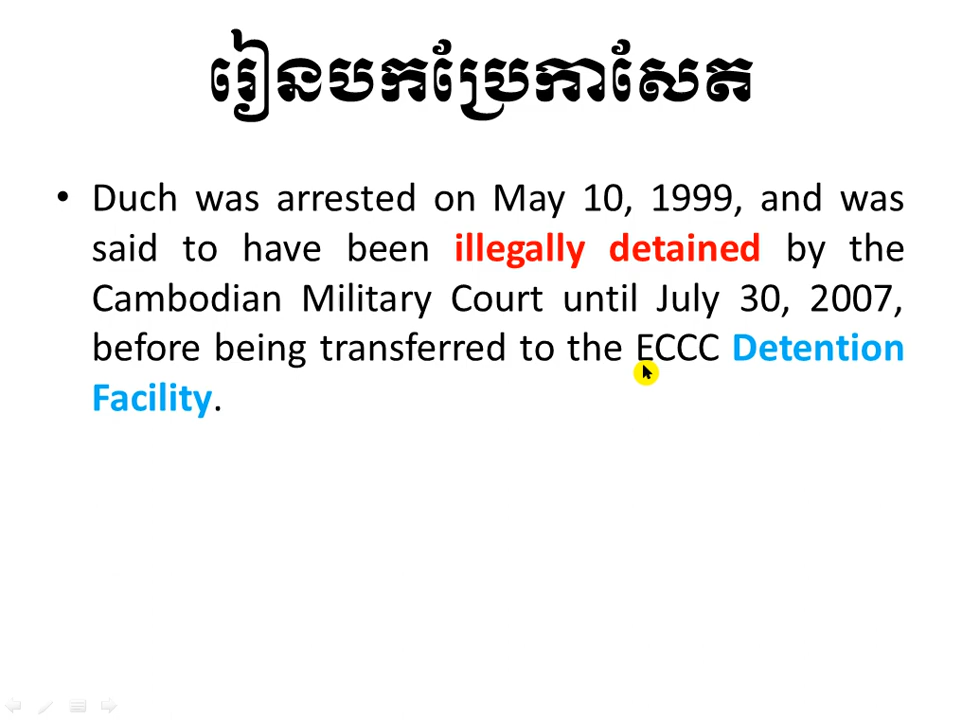 រៀនបកប្រែកាសែត
• Duch was arrested on May 10, 1999, and was
said to have been illegally detained by the
Cambodian Military Court until July 30, 2007,
before being transferred to the ECCC Detention
Facility.